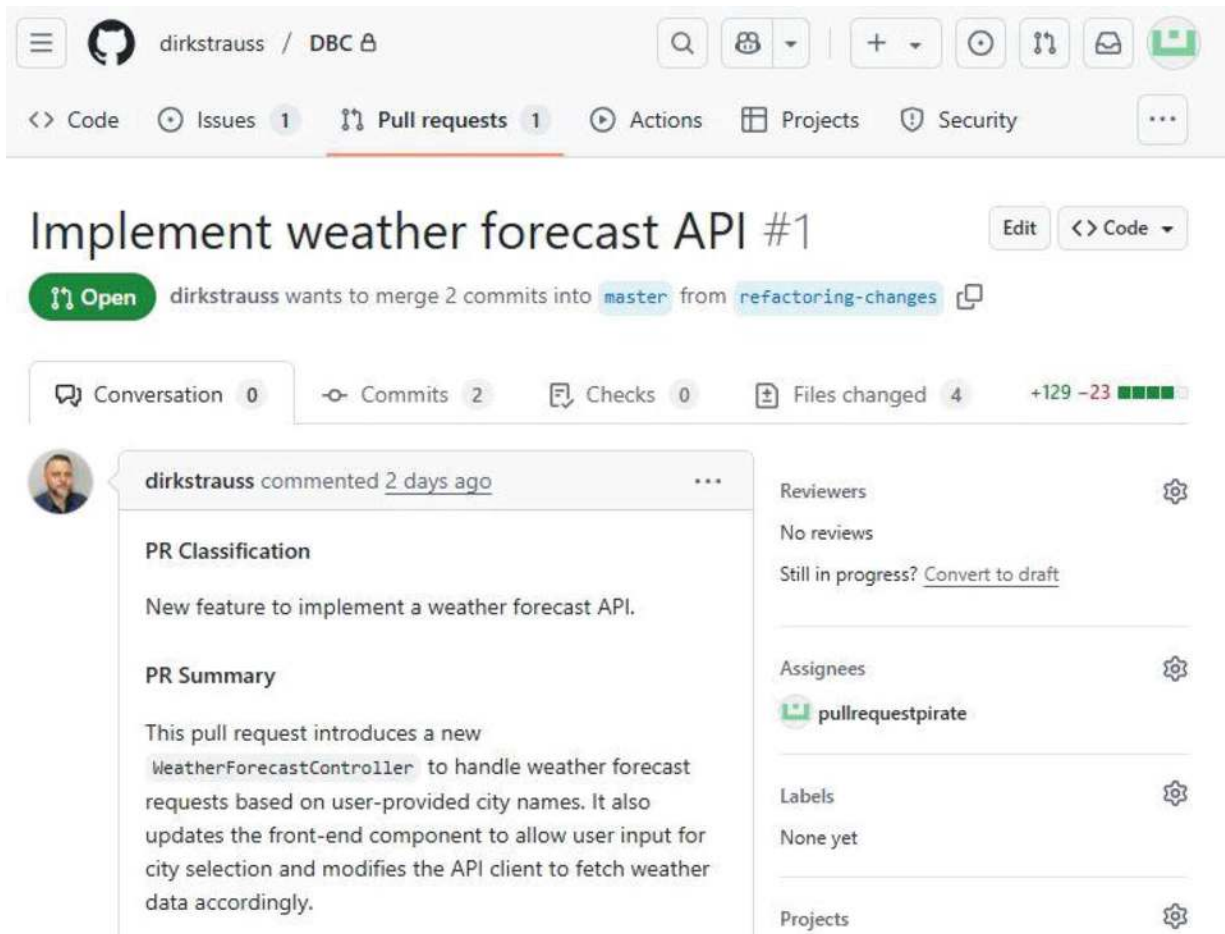 dirkstrauss / DBC
<> Code Issues 1 Pull requests 1 Actions Projects Security ...
Implement weather forecast API #1
Edit <> Code
Open dirkstrauss wants to merge 2 commits into master from refactoring-changes
Conversation 0 Commits 2 Checks 0 Files changed 4 +129 −23
dirkstrauss commented 2 days ago ...
PR Classification
New feature to implement a weather forecast API.
PR Summary
This pull request introduces a new
WeatherForecastController to handle weather forecast
requests based on user-provided city names. It also
updates the front-end component to allow user input for
city selection and modifies the API client to fetch weather
data accordingly.
Reviewers
No reviews
Still in progress? Convert to draft
Assignees
pullrequestpirate
Labels
None yet
Projects